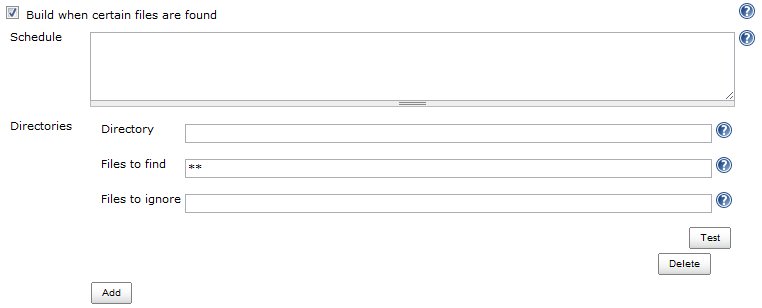 Build when certain files are found
Schedule
Directories
Directory
Files to find
**
Files to ignore
Test
Delete
Add